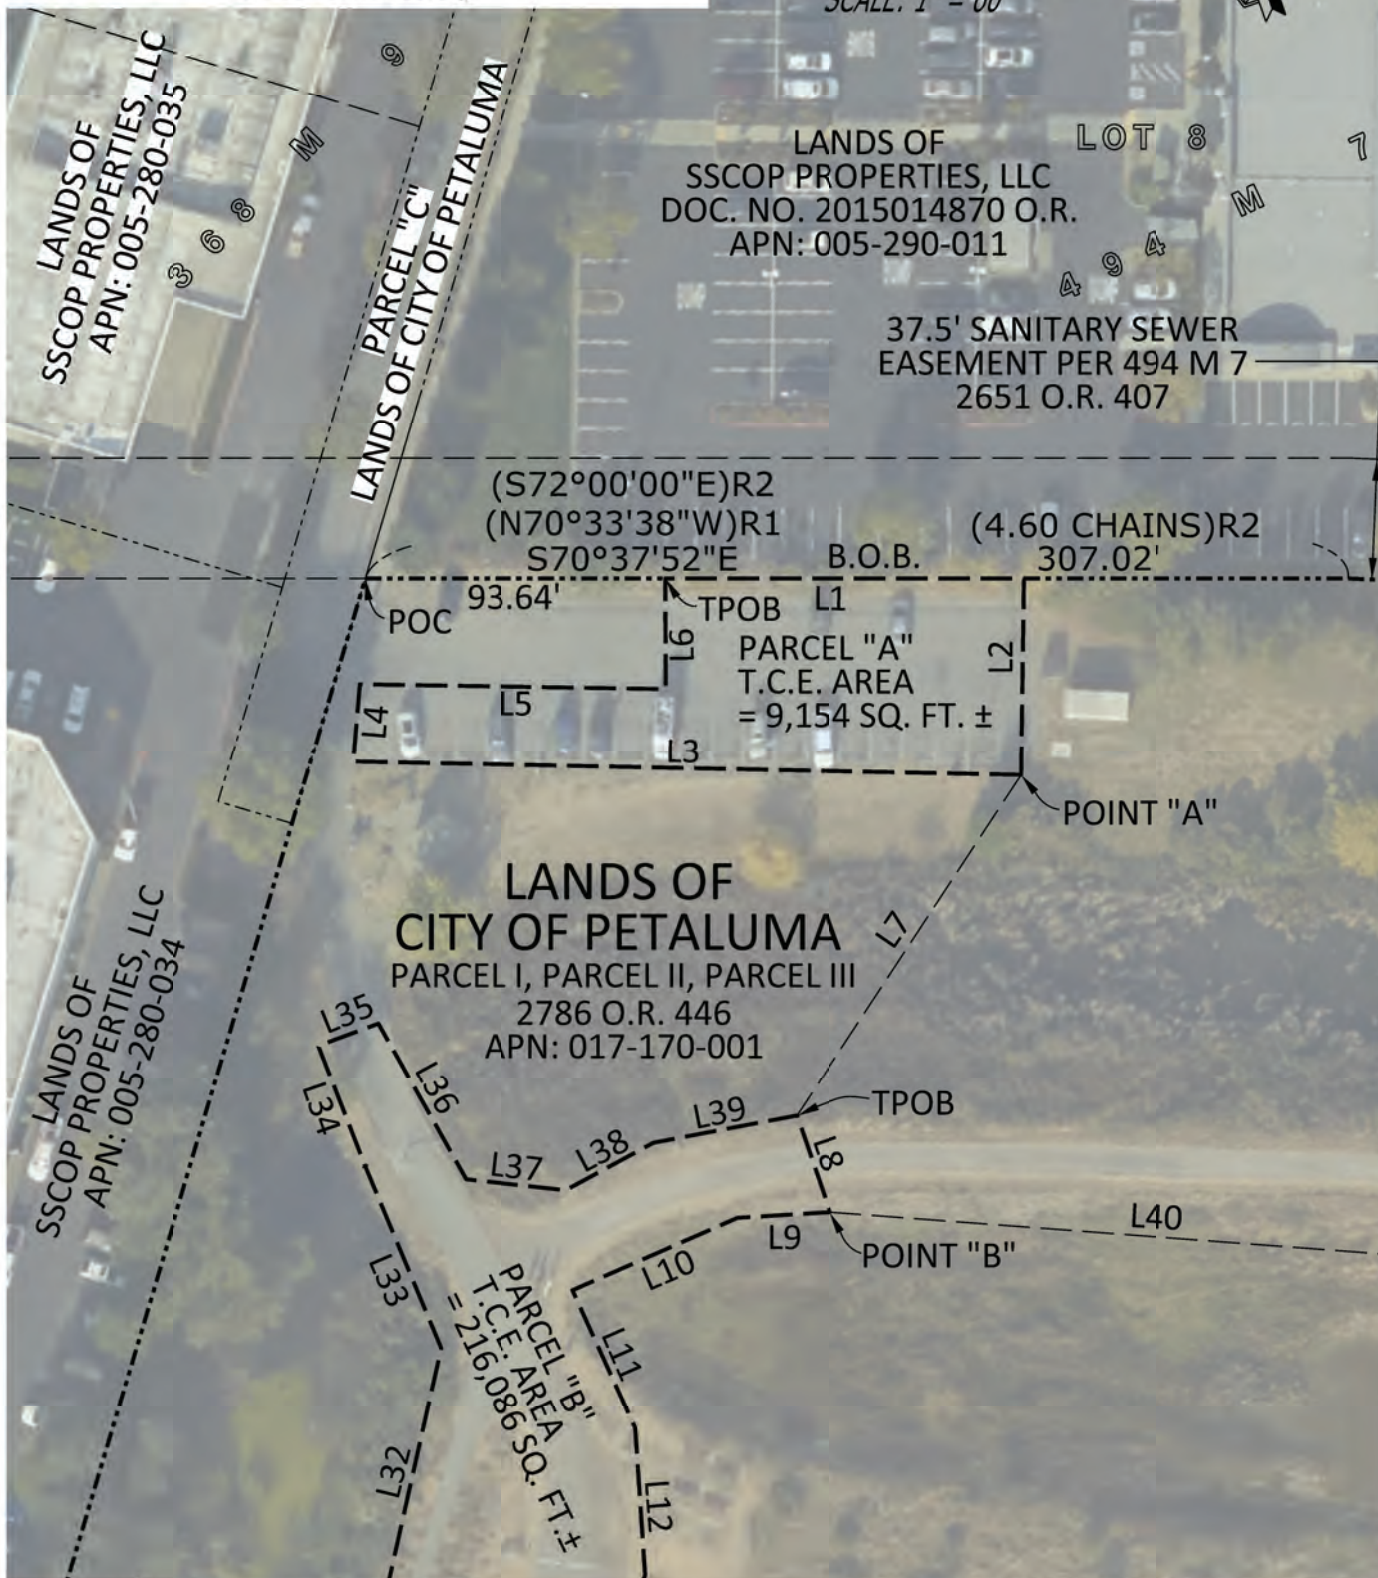 SCALE: 1" = 60'
LANDS OF
SSCOP PROPERTIES, LLC
APN: 005-280-035
368 M 9
PARCEL "C"
LANDS OF CITY OF PETALUMA
LANDS OF
SSCOP PROPERTIES, LLC
DOC. NO. 2015014870 O.R.
APN: 005-290-011
LOT 8
494 M 7
37.5' SANITARY SEWER
EASEMENT PER 494 M 7
2651 O.R. 407
(S72°00'00"E)R2
(N70°33'38"W)R1
S70°37'52"E
B.O.B.
(4.60 CHAINS)R2
307.02'
93.64'
POC
TPOB
L1
L6
L2
PARCEL "A"
T.C.E. AREA
= 9,154 SQ. FT. ±
L4
L5
L3
POINT "A"
L7
LANDS OF
CITY OF PETALUMA
PARCEL I, PARCEL II, PARCEL III
2786 O.R. 446
APN: 017-170-001
LANDS OF
SSCOP PROPERTIES, LLC
APN: 005-280-034
L35
L36
L34
L39
TPOB
L38
L37
L8
L9
L40
POINT "B"
L10
L33
PARCEL "B"
T.C.E. AREA
= 216,086 SQ. FT.±
L11
L32
L12